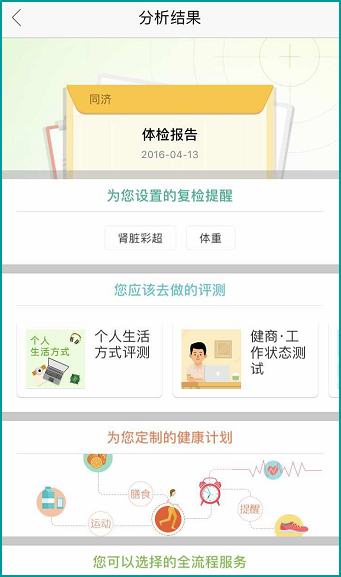 分析结果
同济
体检报告
2016-04-13
为您设置的复检提醒
肾脏彩超
体重
您应该去做的评测
个人
生活方式
个人生活
方式评测
健商·工
作状态测
试
为您定制的健康计划
膳食
运动
提醒
您可以选择的全流程服务